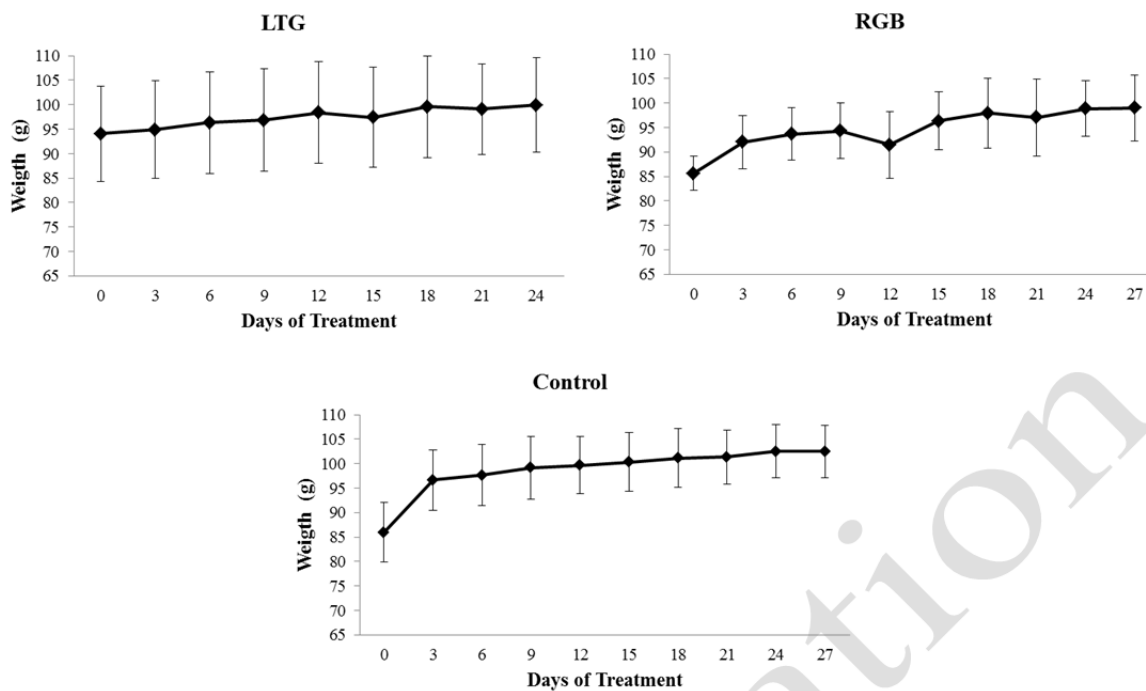 LTG
110
105
100
95
90
85
80
75
70
65
Weigth (g)
0 3 6 9 12 15 18 21 24
Days of Treatment
RGB
110
105
100
95
90
85
80
75
70
65
Weigth (g)
0 3 6 9 12 15 18 21 24 27
Days of Treatment
Control
110
105
100
95
90
85
80
75
70
65
Weigth (g)
0 3 6 9 12 15 18 21 24 27
Days of Treatment
ation